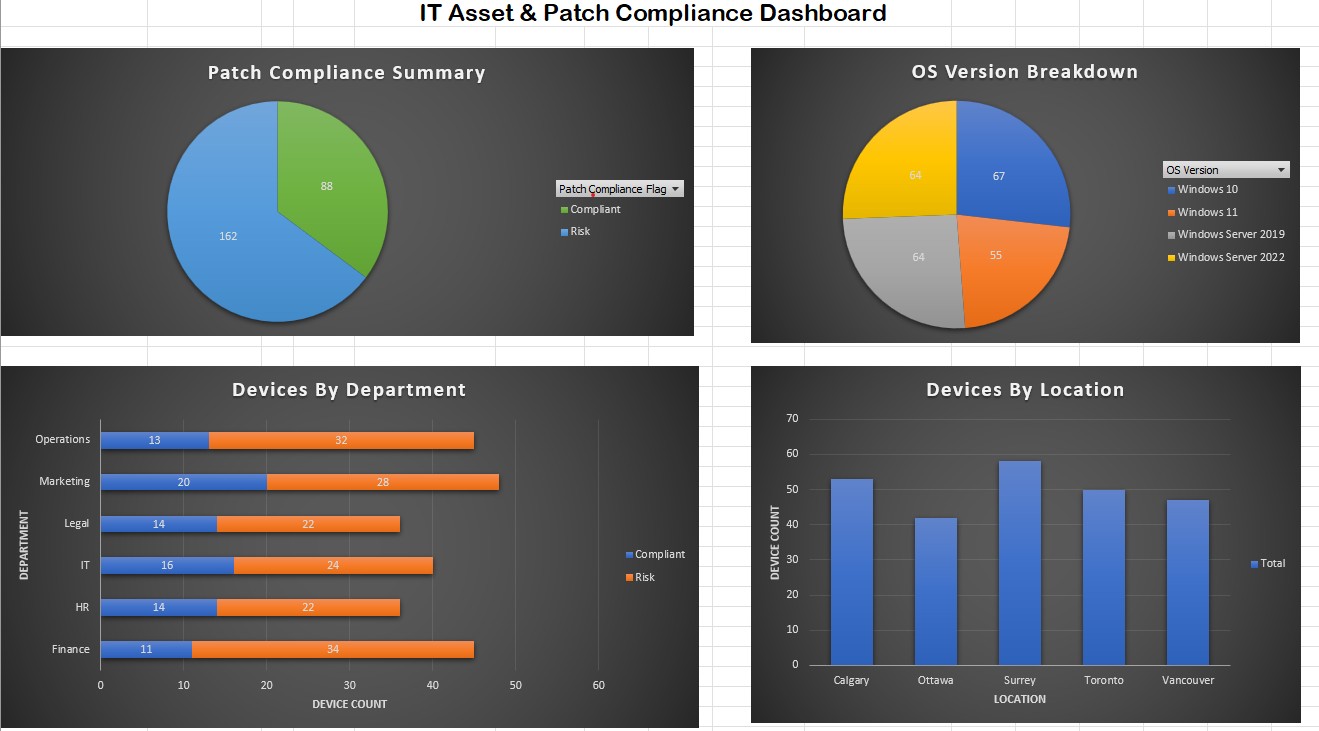 IT Asset & Patch Compliance Dashboard
Patch Compliance Summary
88
162
Patch Compliance Flag
Compliant
Risk
OS Version Breakdown
64
67
64
55
OS Version
Windows 10
Windows 11
Windows Server 2019
Windows Server 2022
Devices By Department
DEPARTMENT
Operations
13 32
Marketing
20 28
Legal
14 22
IT
16 24
HR
14 22
Finance
11 34
0 10 20 30 40 50 60
DEVICE COUNT
Compliant
Risk
Devices By Location
DEVICE COUNT
70
60
50
40
30
20
10
0
Calgary Ottawa Surrey Toronto Vancouver
LOCATION
Total